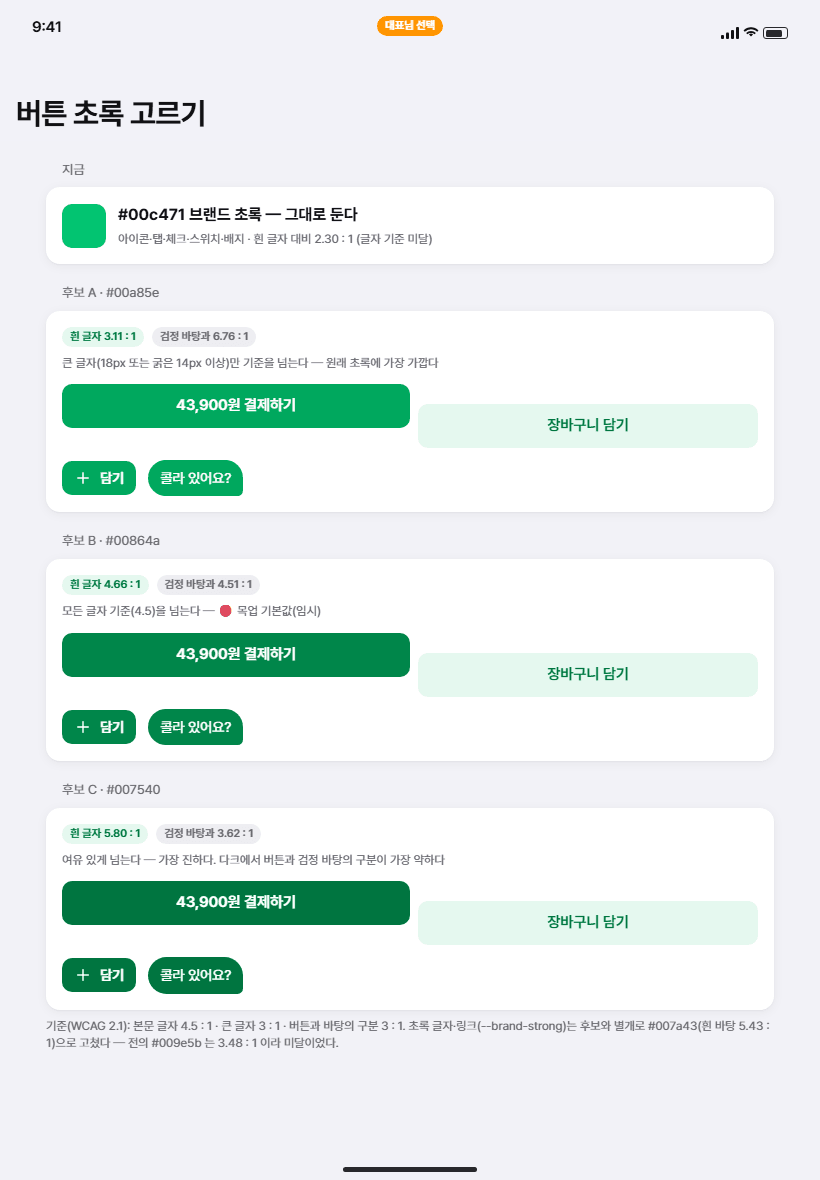 9:41
대표님 선택
버튼 초록 고르기
지금
#00c471 브랜드 초록 — 그대로 둔다
아이콘·탭·체크·스위치·배지 · 흰 글자 대비 2.30 : 1 (글자 기준 미달)
후보 A · #00a85e
흰 글자 3.11 : 1 검정 바탕과 6.76 : 1
큰 글자(18px 또는 굵은 14px 이상)만 기준을 넘는다 — 원래 초록에 가장 가깝다
43,900원 결제하기
장바구니 담기
+ 담기 콜라 있어요?
후보 B · #00864a
흰 글자 4.66 : 1 검정 바탕과 4.51 : 1
모든 글자 기준(4.5)을 넘는다 — 🔴 목업 기본값(임시)
43,900원 결제하기
장바구니 담기
+ 담기 콜라 있어요?
후보 C · #007540
흰 글자 5.80 : 1 검정 바탕과 3.62 : 1
여유 있게 넘는다 — 가장 진하다. 다크에서 버튼과 검정 바탕의 구분이 가장 약하다
43,900원 결제하기
장바구니 담기
+ 담기 콜라 있어요?
기준(WCAG 2.1): 본문 글자 4.5 : 1 · 큰 글자 3 : 1 · 버튼과 바탕의 구분 3 : 1. 초록 글자·링크(--brand-strong)는 후보와 별개로 #007a43(흰 바탕 5.43 :
1)으로 고쳤다 — 전의 #009e5b 는 3.48 : 1 이라 미달이었다.